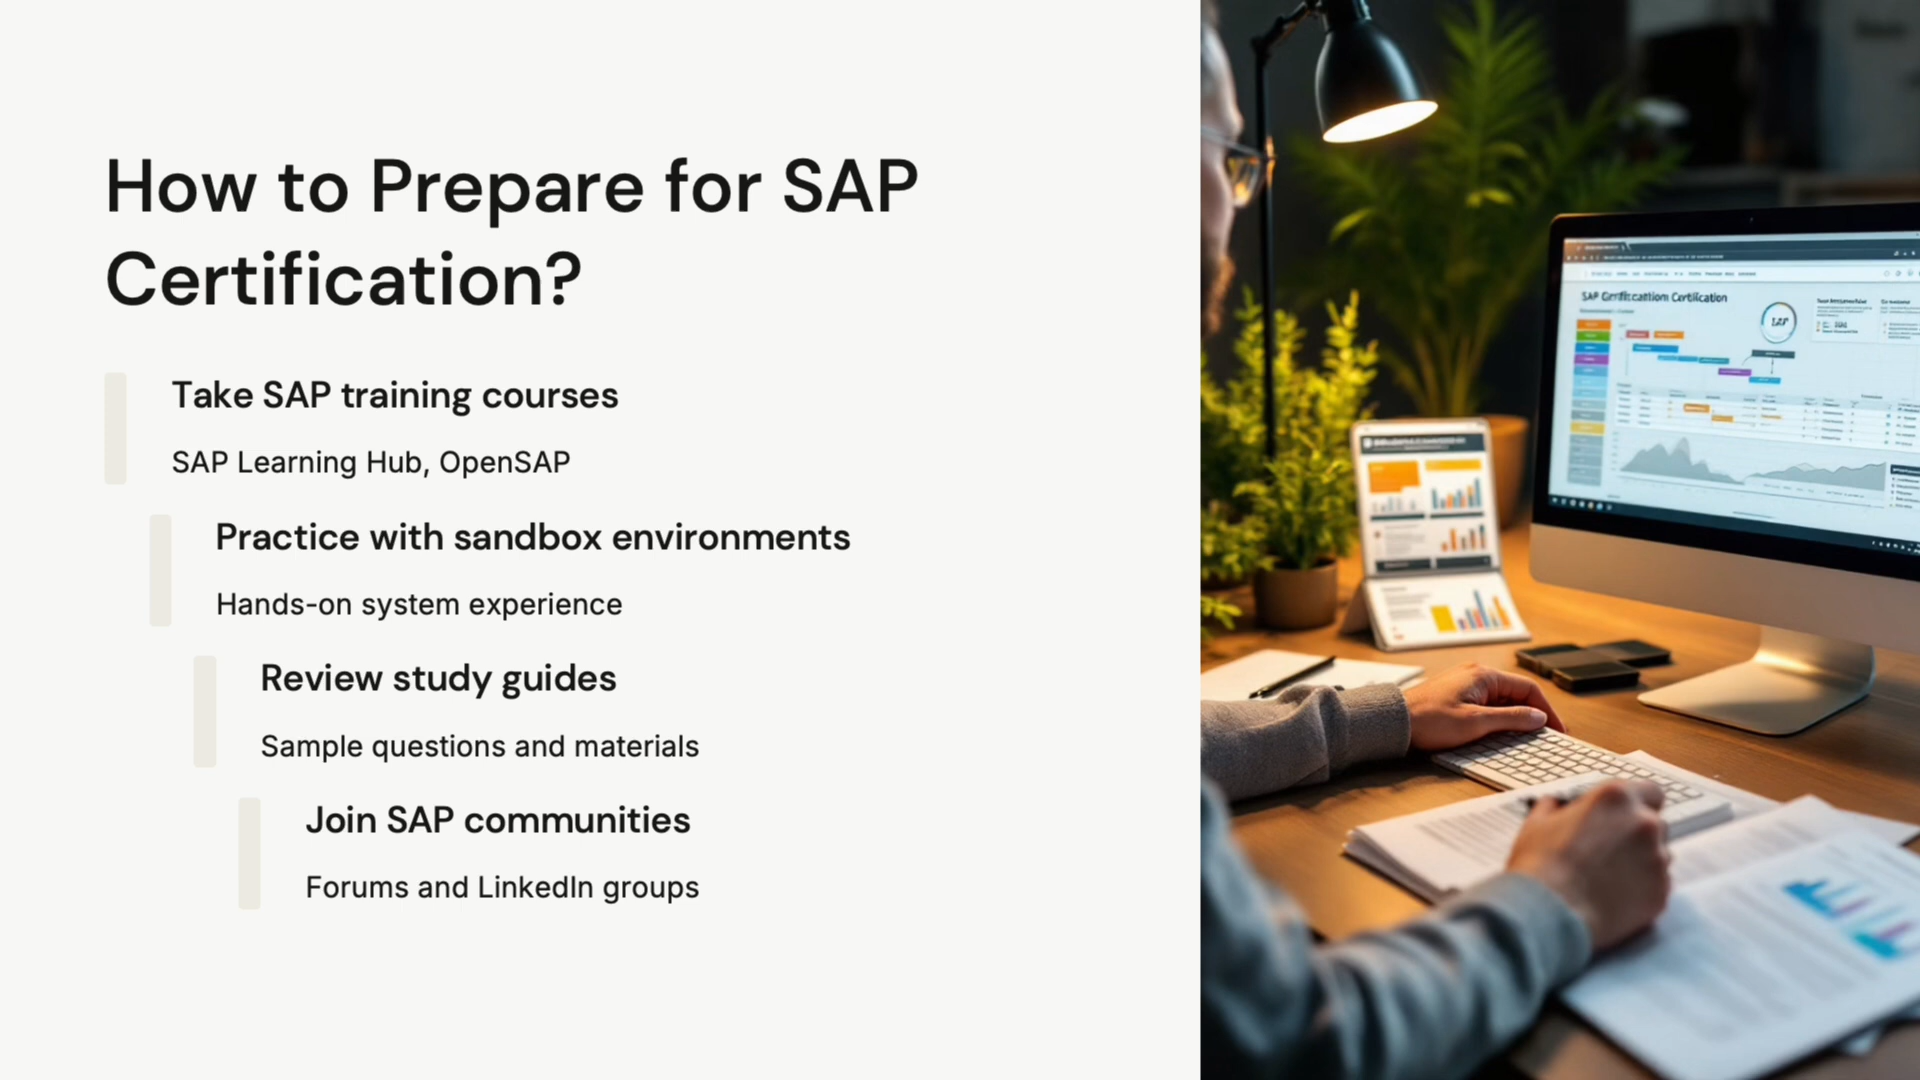 How to Prepare for SAP
Certification?
Take SAP training courses
SAP Learning Hub, OpenSAP
Practice with sandbox environments
Hands-on system experience
Review study guides
Sample questions and materials
Join SAP communities
Forums and LinkedIn groups